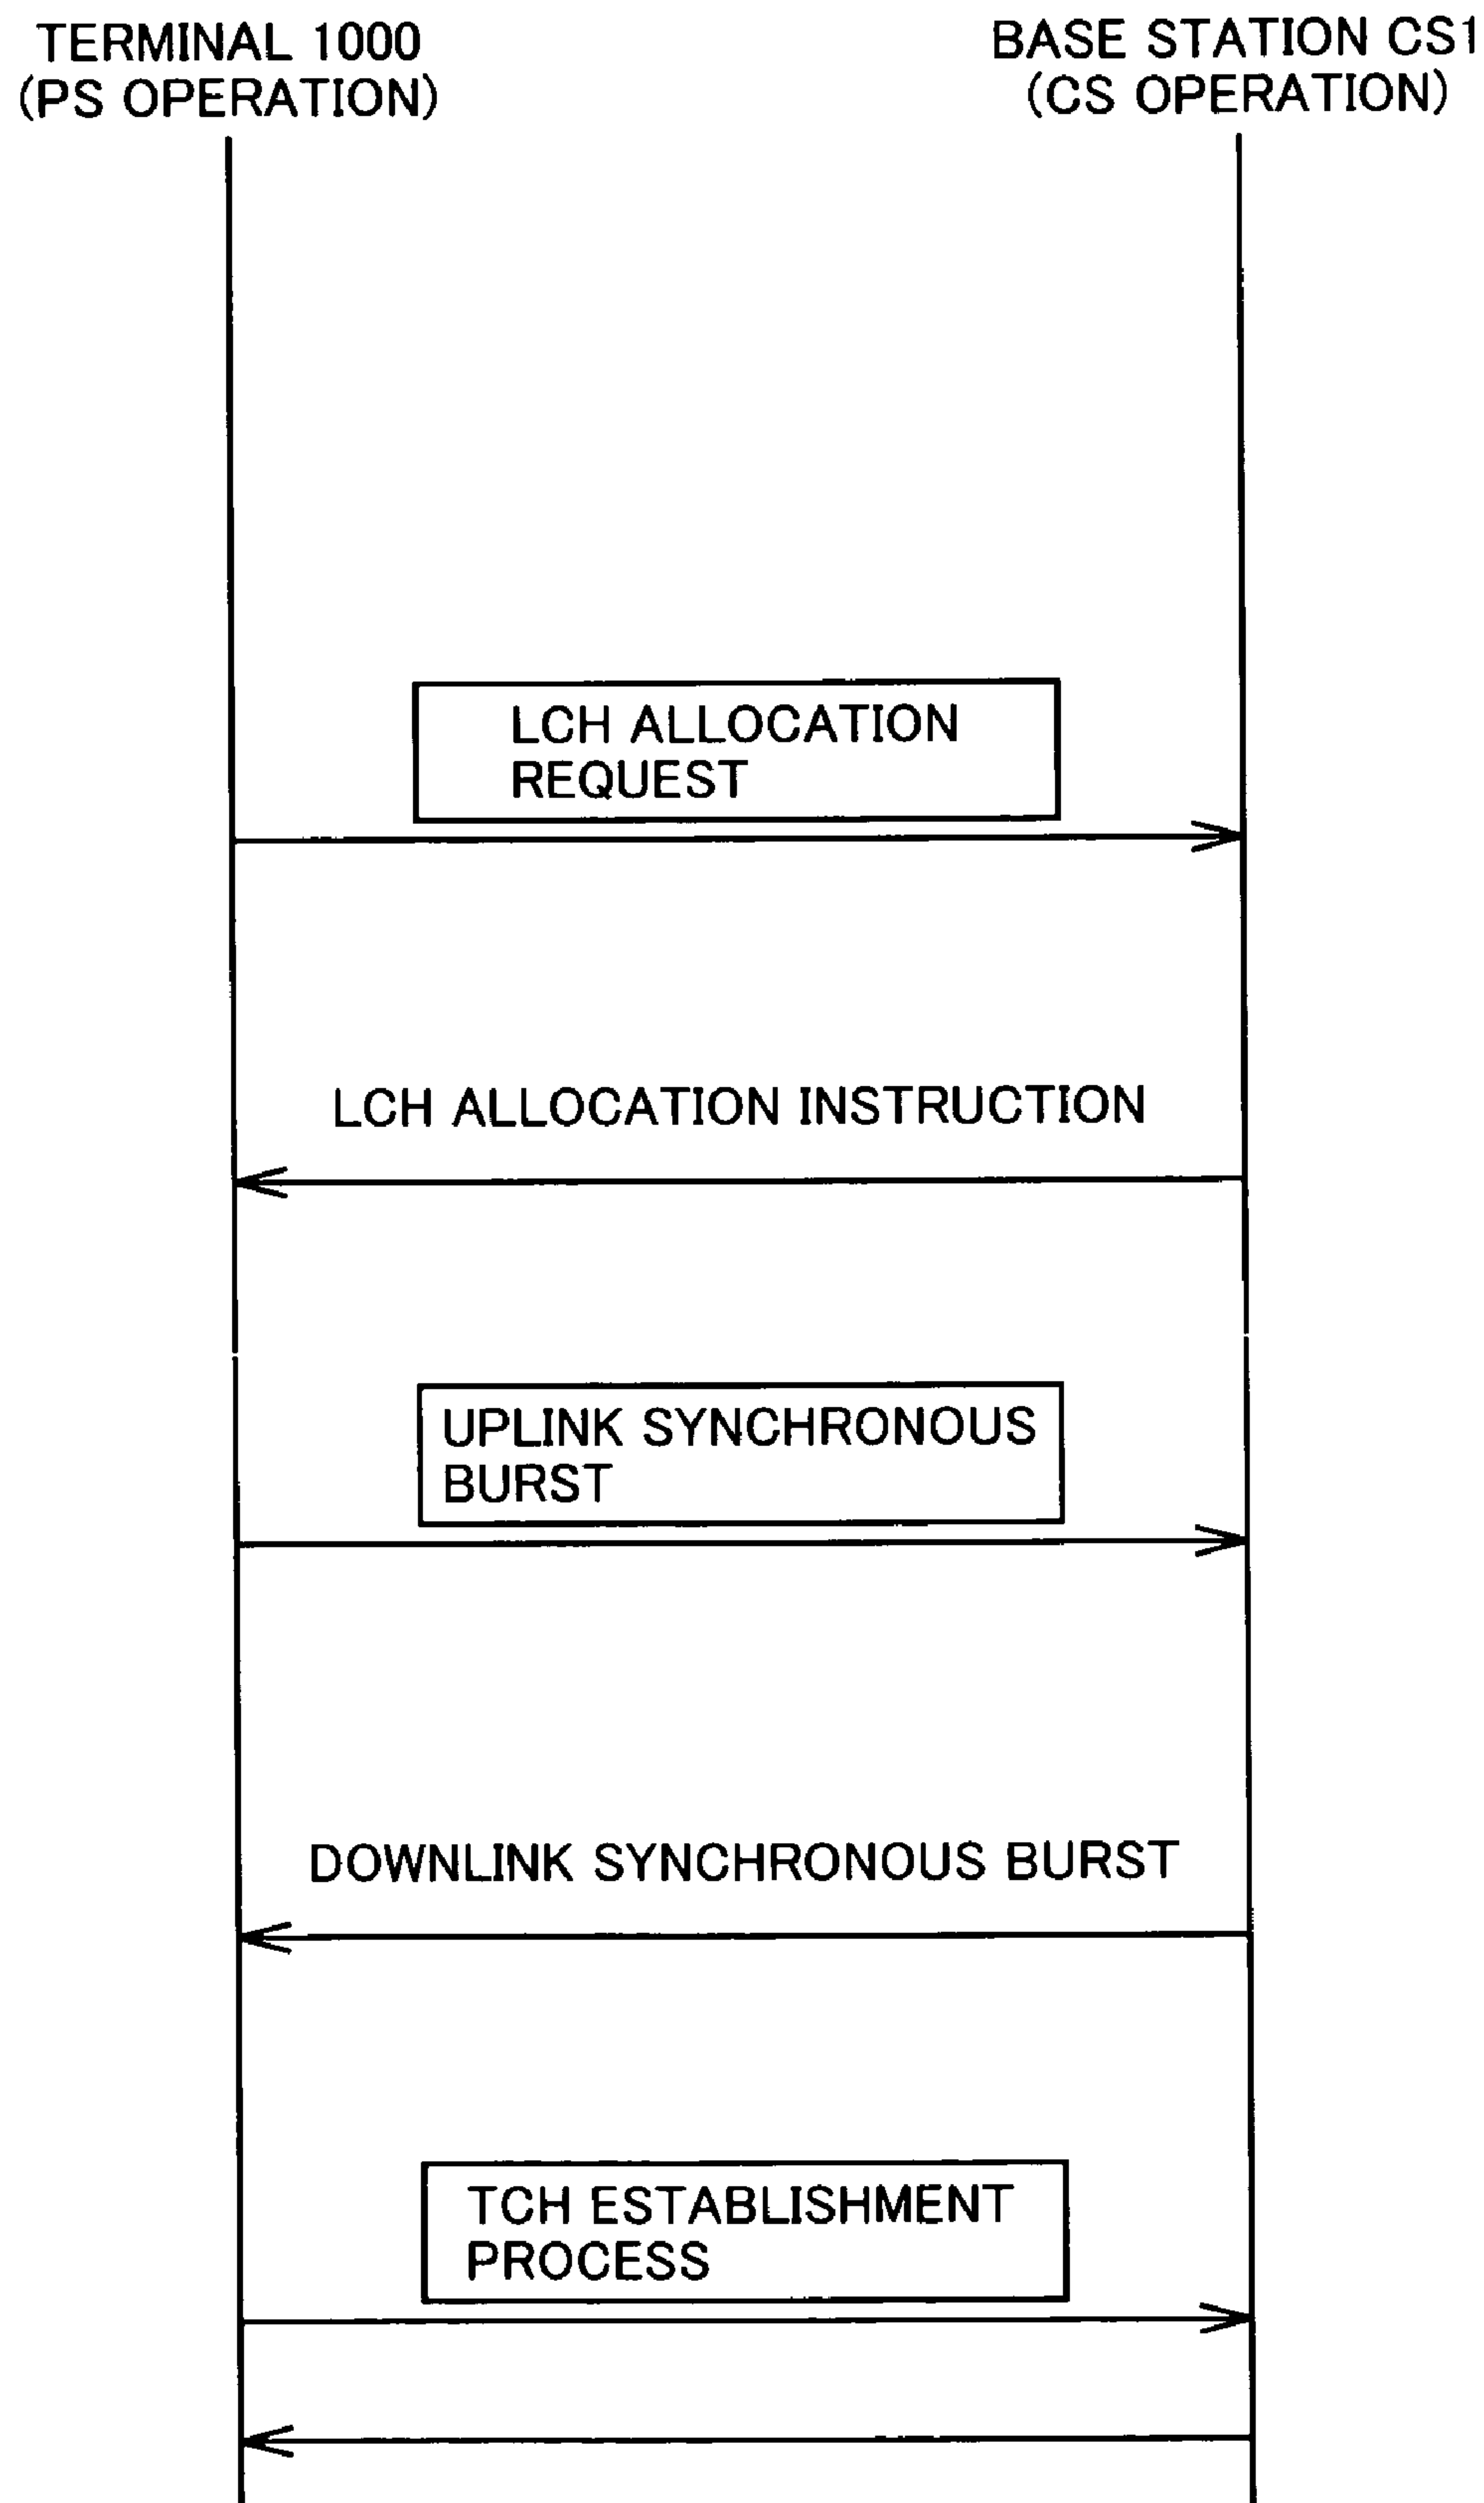 TERMINAL 1000
(PS OPERATION)
BASE STATION CS1
(CS OPERATION)
LCH ALLOCATION
REQUEST
LCH ALLOCATION INSTRUCTION
UPLINK SYNCHRONOUS
BURST
DOWNLINK SYNCHRONOUS BURST
TCH ESTABLISHMENT
PROCESS